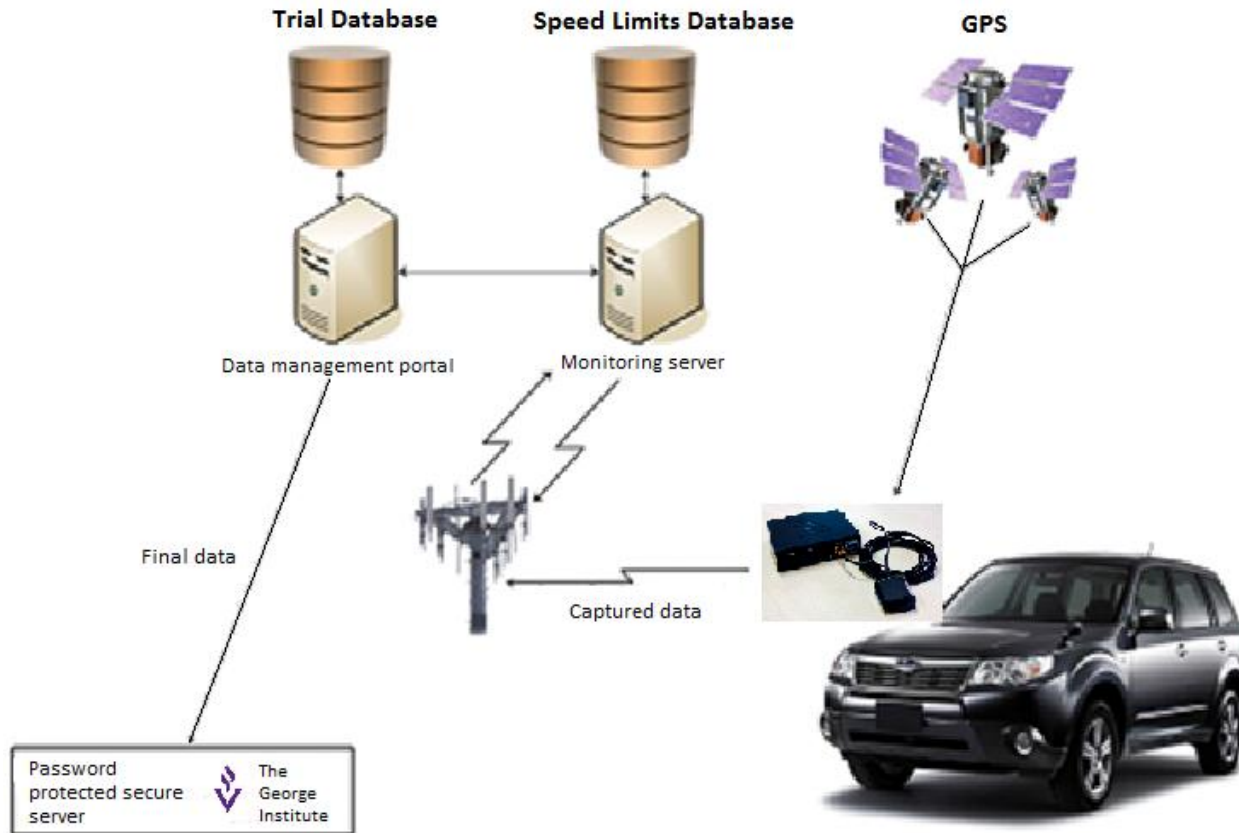 Trial Database
Speed Limits Database
GPS
Data management portal
Monitoring server
Final data
Captured data
Password
protected secure
server
The
George
Institute